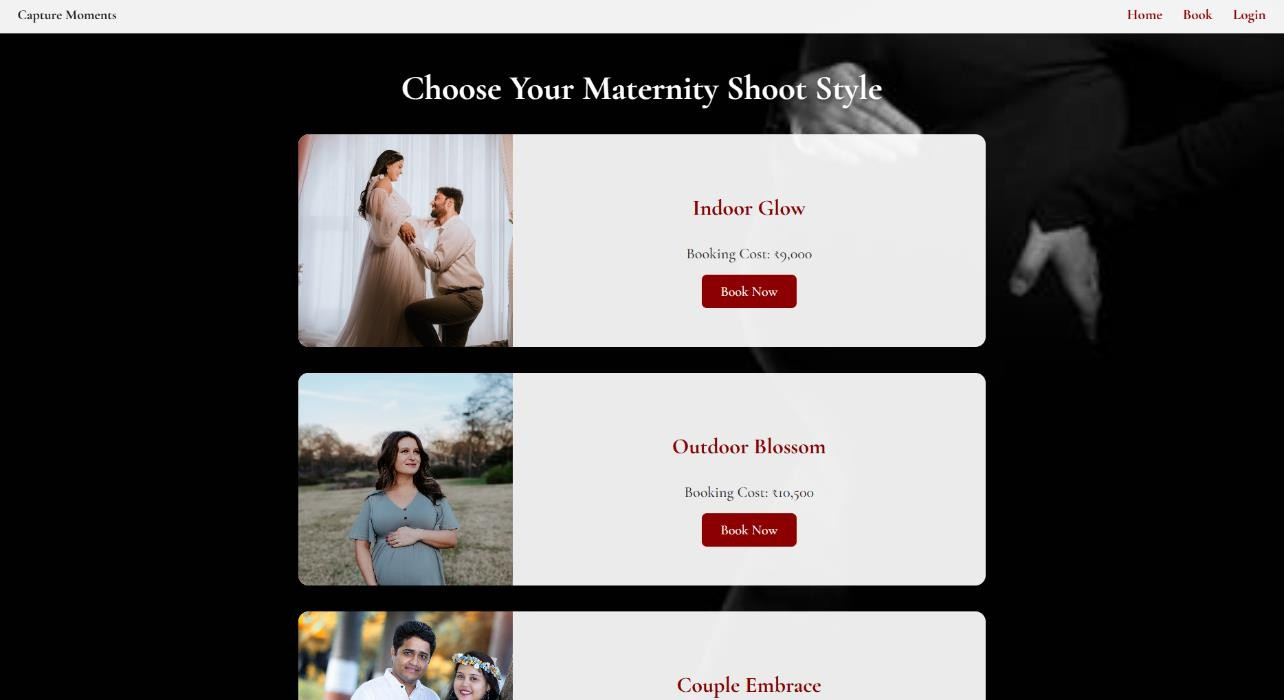 Capture Moments
Home Book Login
Choose Your Maternity Shoot Style
Indoor Glow
Booking Cost: ₹9,000
Book Now
Outdoor Blossom
Booking Cost: ₹10,500
Book Now
Couple Embrace